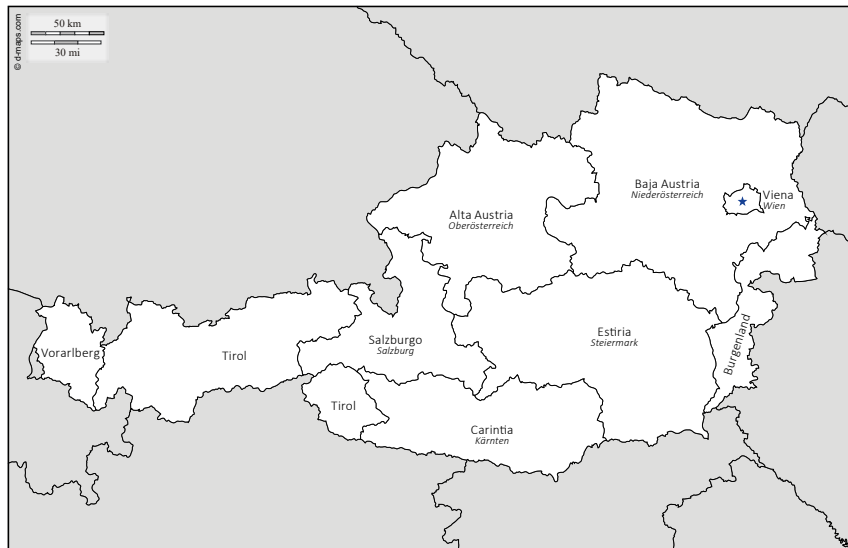 50 km
30 mi
© d-maps.com
Baja Austria
Niederösterreich
Viena
Wien
Alta Austria
Oberösterreich
Salzburgo
Salzburg
Estiria
Steiermark
Burgenland
Vorarlberg
Tirol
Tirol
Carintia
Kärnten